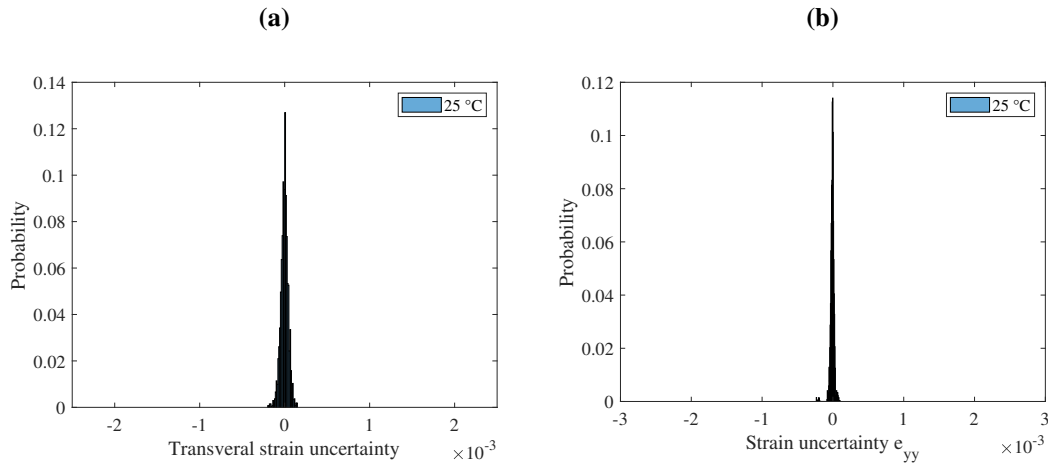 (a)
0.14
0.12
0.1
0.08
0.06
0.04
0.02
0
Probability
25 °C
-2 -1 0 1 2
×10⁻³
Transveral strain uncertainty
(b)
0.12
0.1
0.08
0.06
0.04
0.02
0
Probability
25 °C
-3 -2 -1 0 1 2 3
×10⁻³
Strain uncertainty e_yy